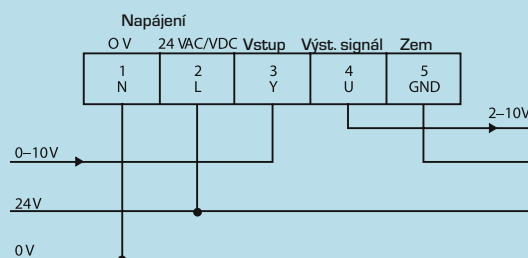 Napájení
0 V 24 VAC/VDC Vstup Výst. signál Zem
1 2 3 4 5
N L Y U GND
2–10V
0–10V
24V
0V